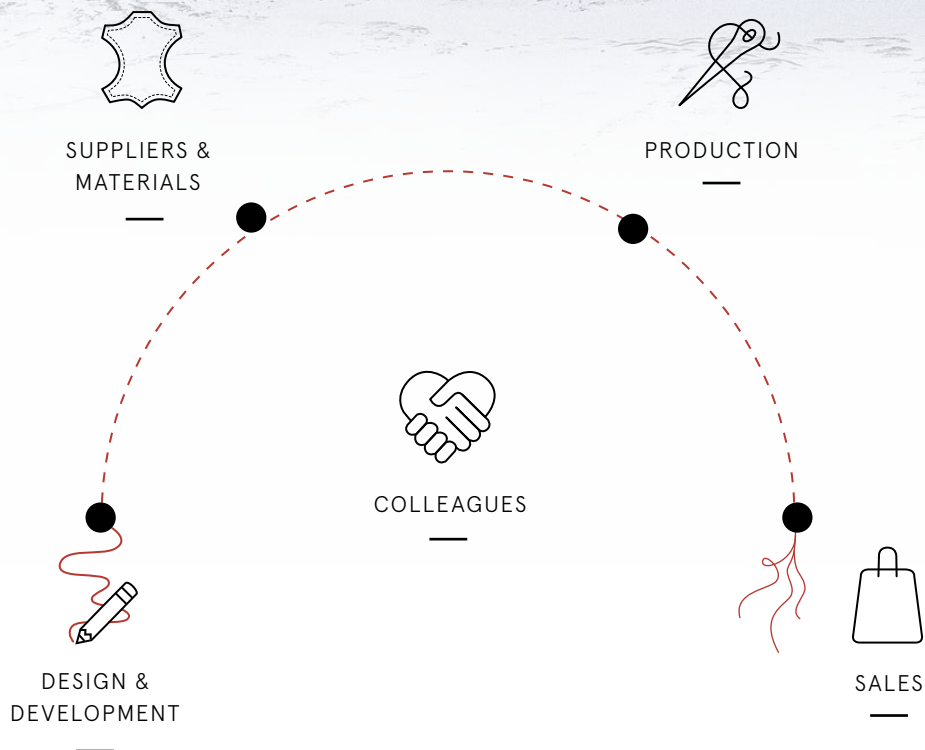 SUPPLIERS &
MATERIALS
PRODUCTION
COLLEAGUES
DESIGN &
DEVELOPMENT
SALES